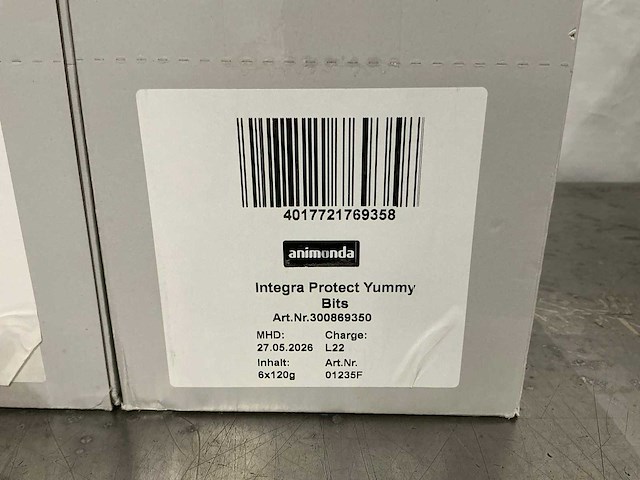 4017721769358
animonda
Integra Protect Yummy
Bits
Art.Nr.300869350
MHD: Charge:
27.05.2026 L22
Inhalt: Art.Nr.
6x120g 01235F